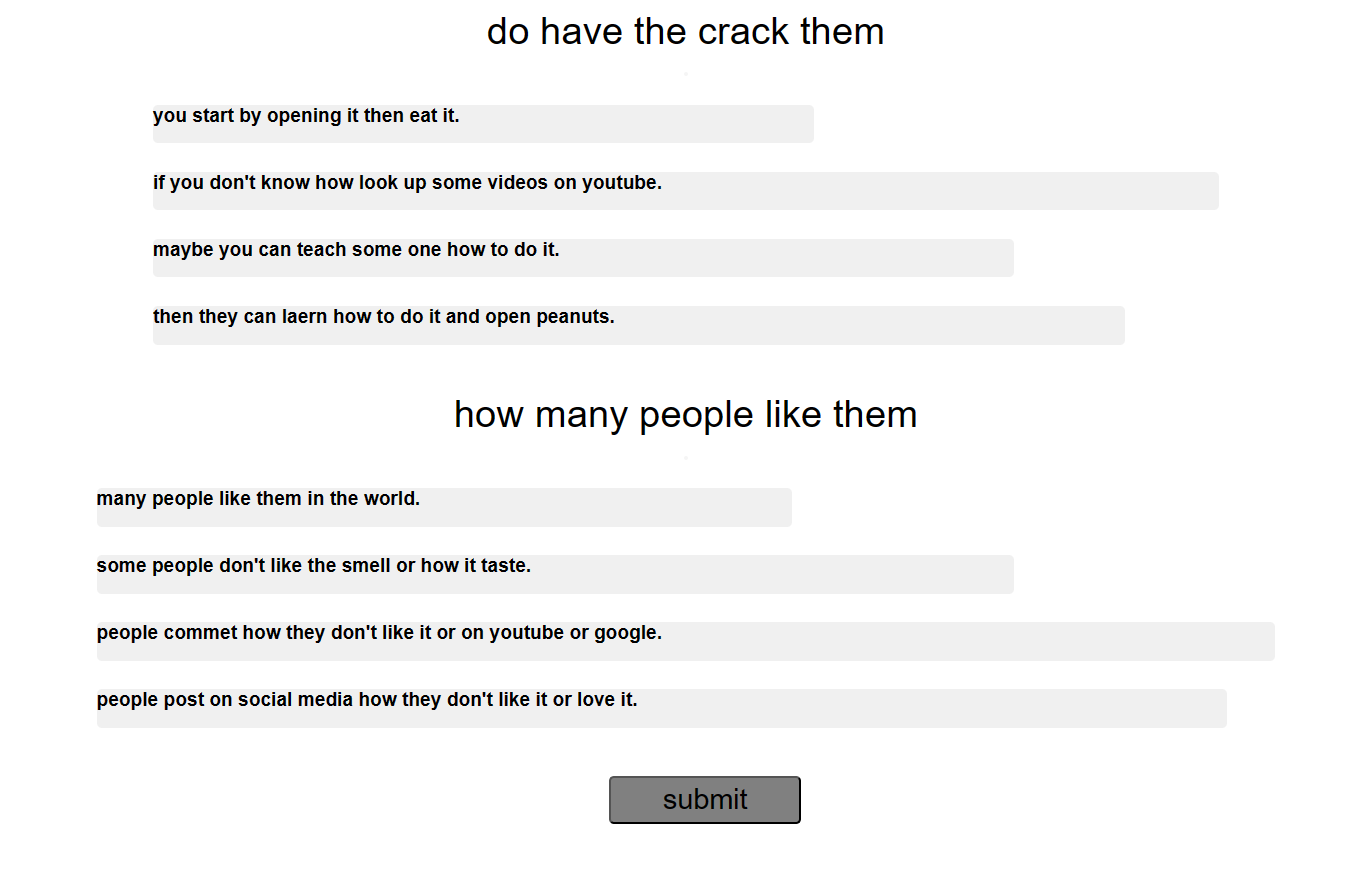 do have the crack them
you start by opening it then eat it.
if you don't know how look up some videos on youtube.
maybe you can teach some one how to do it.
then they can laern how to do it and open peanuts.
how many people like them
many people like them in the world.
some people don't like the smell or how it taste.
people commet how they don't like it or on youtube or google.
people post on social media how they don't like it or love it.
submit